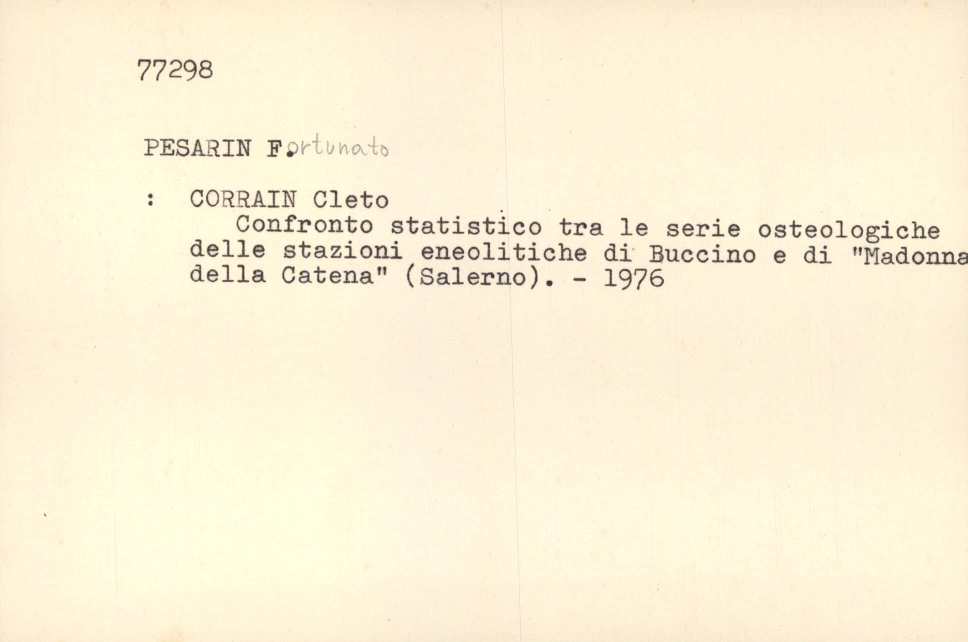 77298
PESARIN F.ortunato
: CORRAIN Cleto
Confronto statistico tra le serie osteologiche
delle stazioni eneolitiche di Buccino e di "Madonna
della Catena" (Salerno). - 1976